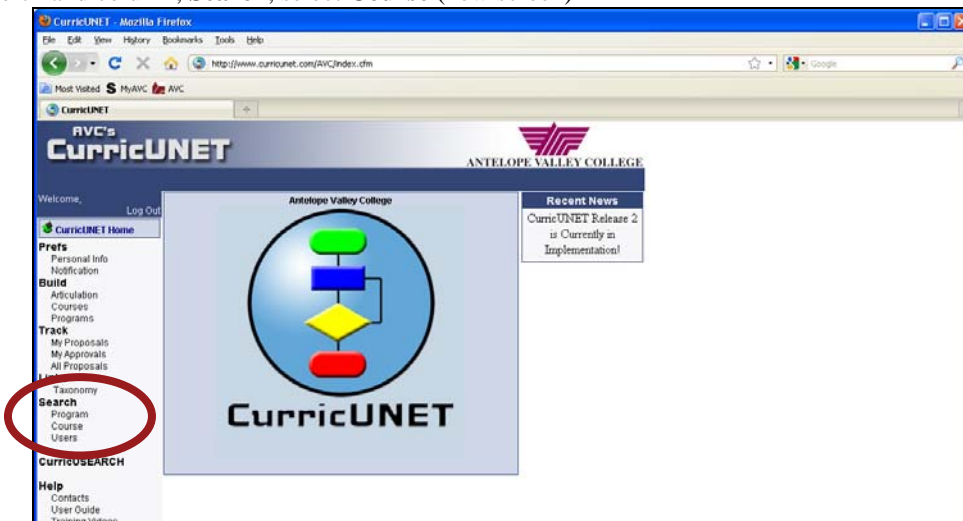 CurricUNET - Mozilla Firefox
File Edit View History Bookmarks Tools Help
http://www.curricunet.com/AVC/index.cfm
Google
Most Visited S MyAVC AVC
CurricUNET
AVC's
CurricUNET
ANTELOPE VALLEY COLLEGE
Welcome,
Log Out
CurricUNET Home
Prefs
Personal Info
Notification
Build
Articulation
Courses
Programs
Track
My Proposals
My Approvals
All Proposals
Taxonomy
Search
Program
Course
Users
CurricUSEARCH
Help
Contacts
User Guide
Training Videos
Antelope Valley College
CurricUNET
Recent News
CurricUNET Release 2
is Currently in
Implementation!